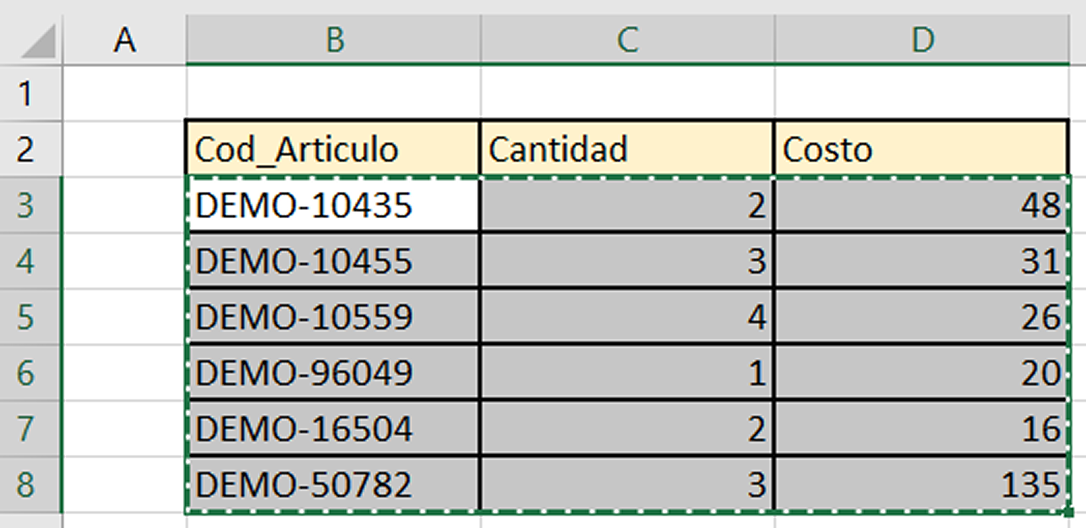 A B C D
1
2 Cod_Articulo Cantidad Costo
3 DEMO-10435 2 48
4 DEMO-10455 3 31
5 DEMO-10559 4 26
6 DEMO-96049 1 20
7 DEMO-16504 2 16
8 DEMO-50782 3 135